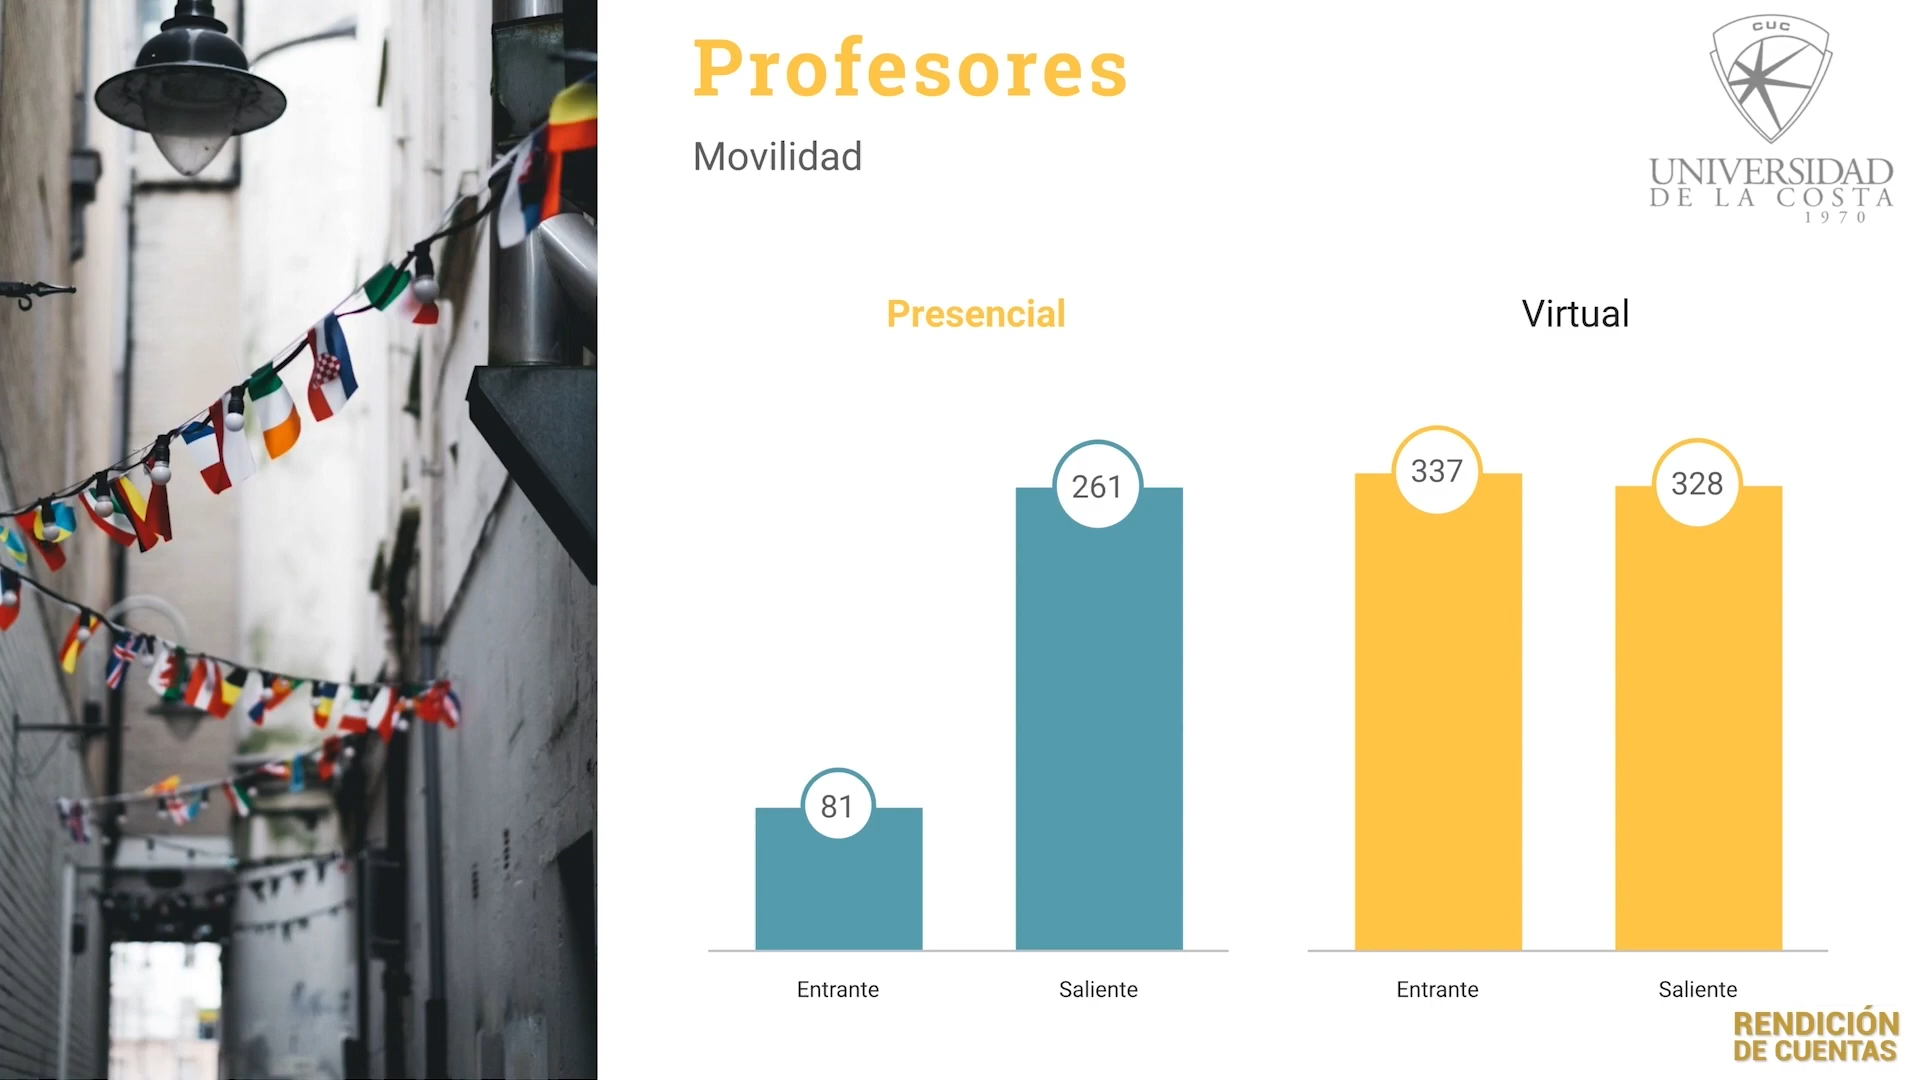 Profesores
Movilidad
CUC
UNIVERSIDAD
DE LA COSTA
1970
Presencial
Virtual
81
261
337
328
Entrante
Saliente
Entrante
Saliente
RENDICIÓN
DE CUENTAS